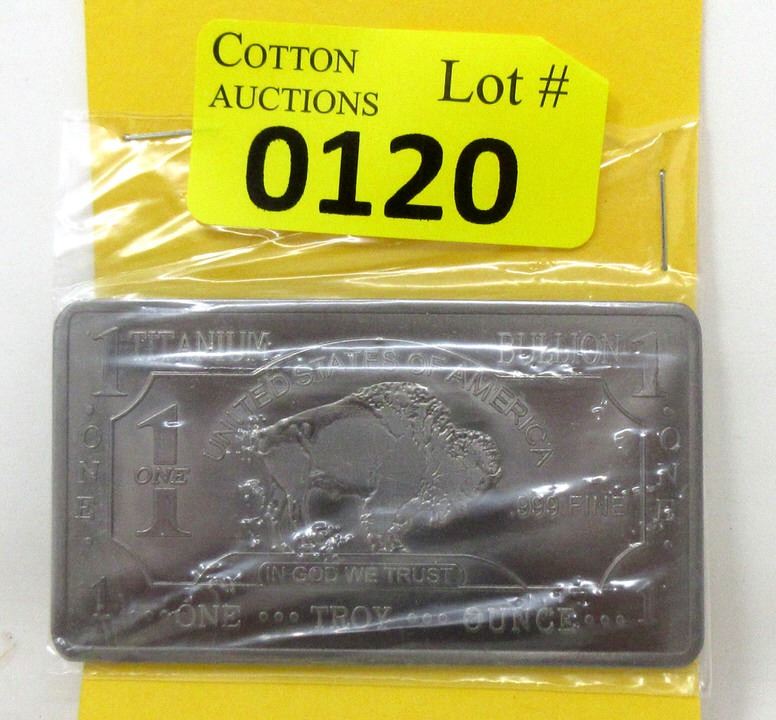 COTTON
AUCTIONS
Lot #
0120
1 TITANIUM BULLION 1
UNITED STATES OF AMERICA
ONE
1
ONE
ONE
.999 FINE
IN GOD WE TRUST
1 ••• ONE ••• TROY ••• OUNCE ••• 1